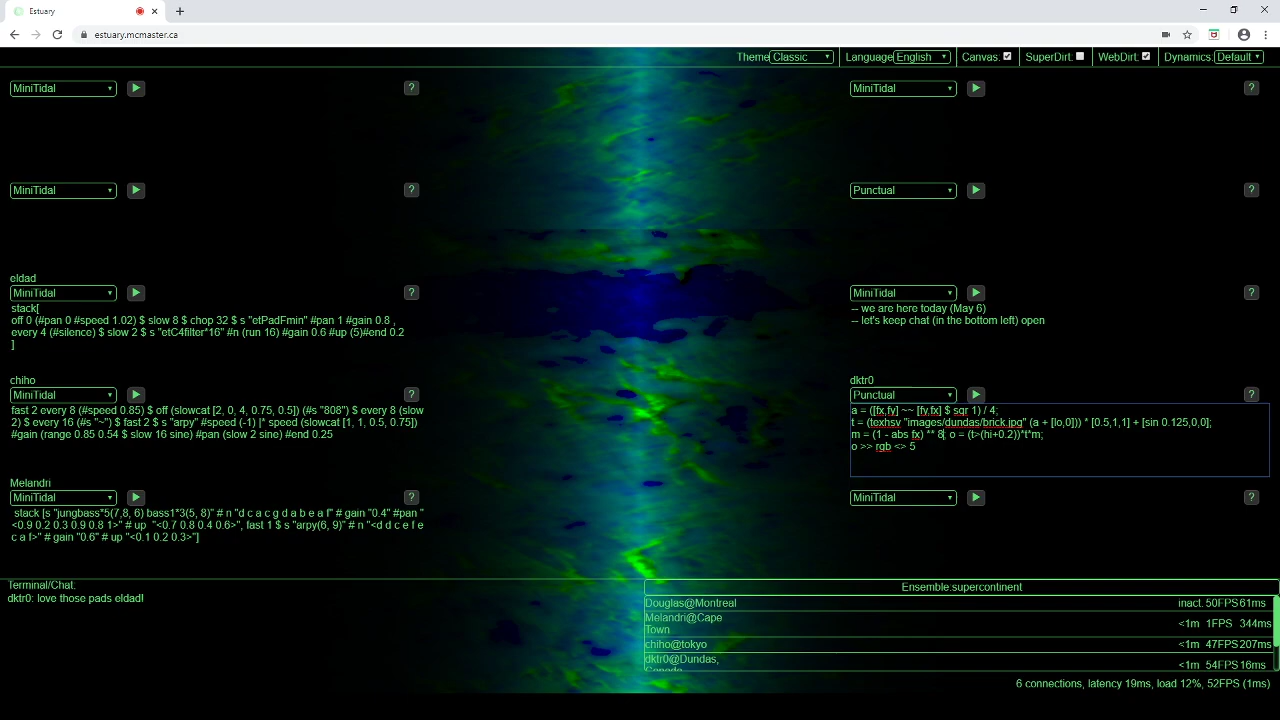 Estuary
estuary.mcmaster.ca
Theme Classic Language English Canvas: SuperDirt: WebDirt: Dynamics: Default
MiniTidal ?
MiniTidal ?
MiniTidal ?
Punctual ?
eldad
MiniTidal ?
stack[
off 0 (#pan 0 #speed 1.02) $ slow 8 $ chop 32 $ s "etPadFmin" #pan 1 #gain 0.8 ,
every 4 (#silence) $ slow 2 $ s "etC4filter*16" #n (run 16) #gain 0.6 #up (5)#end 0.2
]
MiniTidal ?
-- we are here today (May 6)
-- let's keep chat (in the bottom left) open
chiho
MiniTidal ?
fast 2 every 8 (#speed 0.85) $ off (slowcat [2, 0, 4, 0.75, 0.5]) (#s "808") $ every 8 (slow
2) $ every 16 (#s "~") $ fast 2 $ s "arpy" #speed (-1) |* speed (slowcat [1, 1, 0.5, 0.75])
#gain (range 0.85 0.54 $ slow 16 sine) #pan (slow 2 sine) #end 0.25
dktr0
Punctual ?
a = ([fx,fy] ~~ [fy,fx] $ sqr 1) / 4;
t = (texhsv "images/dundas/brick.jpg" (a + [lo,0])) * [0.5,1,1] + [sin 0.125,0,0];
m = (1 - abs fx) ** 8; o = (t>(hi+0.2))*t*m;
o >> rgb <> 5
Melandri
MiniTidal ?
stack [s "jungbass*5(7,8, 6) bass1*3(5, 8)" # n "d c a c g d a b e a f" # gain "0.4" #pan "
<0.9 0.2 0.3 0.9 0.8 1>" # up "<0.7 0.8 0.4 0.6>", fast 1 $ s "arpy(6, 9)" # n "<d d c e f e
c a f>" # gain "0.6" # up "<0.1 0.2 0.3>"]
MiniTidal ?
Terminal/Chat:
dktr0: love those pads eldad!
Ensemble:supercontinent
Douglas@Montreal inact. 50FPS 61ms
Melandri@Cape
Town <1m 1FPS 344ms
chiho@tokyo <1m 47FPS 207ms
dktr0@Dundas,
Canada <1m 54FPS 16ms
6 connections, latency 19ms, load 12%, 52FPS (1ms)